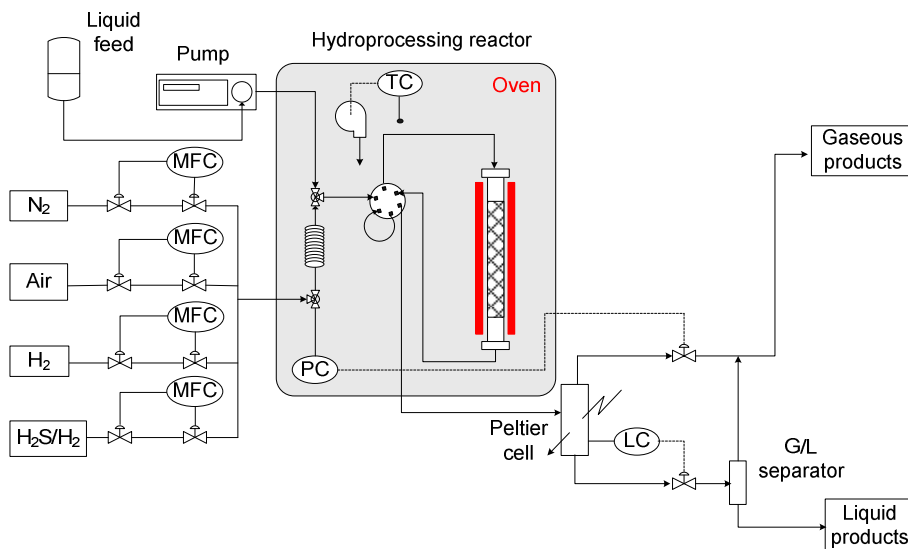 Liquid
feed
Pump
Hydroprocessing reactor
TC
Oven
Gaseous
products
MFC
N₂
MFC
Air
MFC
H₂
PC
MFC
H₂S/H₂
Peltier
cell
LC
G/L
separator
Liquid
products